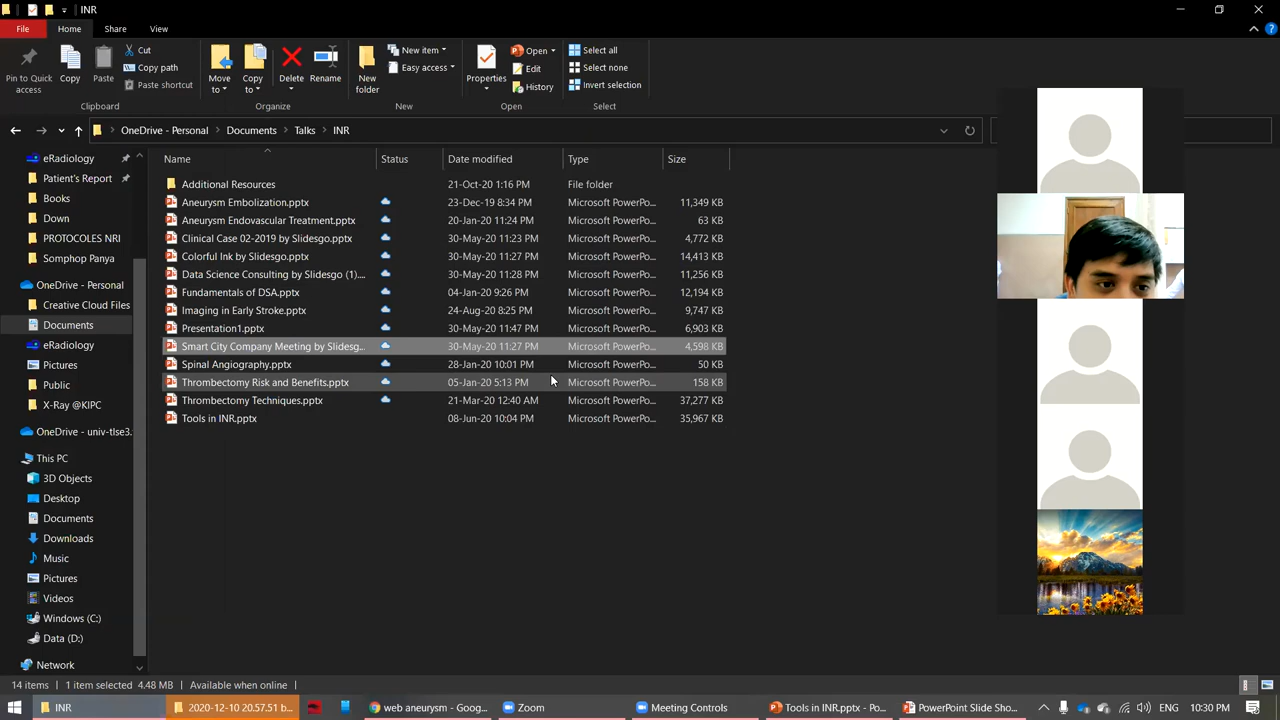 INR
File
Home
Share
View
Pin to Quick access
Copy
Paste
Cut
Copy path
Paste shortcut
Clipboard
Move to
Copy to
Delete
Rename
Organize
New folder
New item
Easy access
New
Properties
Open
Edit
History
Open
Select all
Select none
Invert selection
Select
OneDrive - Personal
Documents
Talks
INR
Name
Status
Date modified
Type
Size
Additional Resources 21-Oct-20 1:16 PM File folder
Aneurysm Embolization.pptx 23-Dec-19 8:34 PM Microsoft PowerPo... 11,349 KB
Aneurysm Endovascular Treatment.pptx 20-Jan-20 11:24 PM Microsoft PowerPo... 63 KB
Clinical Case 02-2019 by Slidesgo.pptx 30-May-20 11:23 PM Microsoft PowerPo... 4,772 KB
Colorful Ink by Slidesgo.pptx 30-May-20 11:27 PM Microsoft PowerPo... 14,413 KB
Data Science Consulting by Slidesgo (1).... 30-May-20 11:28 PM Microsoft PowerPo... 11,256 KB
Fundamentals of DSA.pptx 04-Jan-20 9:26 PM Microsoft PowerPo... 12,194 KB
Imaging in Early Stroke.pptx 24-Aug-20 8:25 PM Microsoft PowerPo... 9,747 KB
Presentation1.pptx 30-May-20 11:47 PM Microsoft PowerPo... 6,903 KB
Smart City Company Meeting by Slidesg... 30-May-20 11:27 PM Microsoft PowerPo... 4,598 KB
Spinal Angiography.pptx 28-Jan-20 10:01 PM Microsoft PowerPo... 50 KB
Thrombectomy Risk and Benefits.pptx 05-Jan-20 5:13 PM Microsoft PowerPo... 158 KB
Thrombectomy Techniques.pptx 21-Mar-20 12:40 AM Microsoft PowerPo... 37,277 KB
Tools in INR.pptx 08-Jun-20 10:04 PM Microsoft PowerPo... 35,967 KB
eRadiology
Patient's Report
Books
Down
PROTOCOLES NRI
Somphop Panya
OneDrive - Personal
Creative Cloud Files
Documents
eRadiology
Pictures
Public
X-Ray @KIPC
OneDrive - univ-tlse3.
This PC
3D Objects
Desktop
Documents
Downloads
Music
Pictures
Videos
Windows (C:)
Data (D:)
Network
14 items
1 item selected 4.48 MB
Available when online
INR
2020-12-10 20.57.51 b...
web aneurysm - Goog...
Zoom
Meeting Controls
Tools in INR.pptx - Po...
PowerPoint Slide Sho...
ENG
10:30 PM